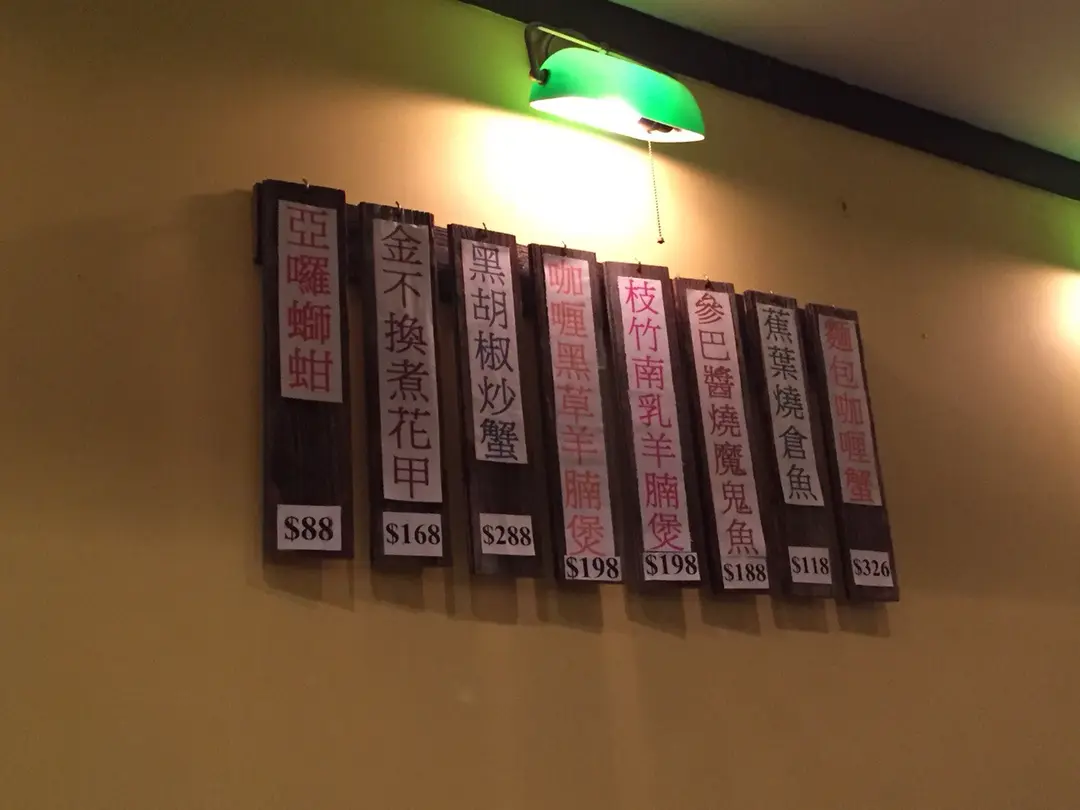 亞囉螄蚶
$88
金不換煮花甲
$168
黑胡椒炒蟹
$288
咖喱黑草羊腩煲
$198
枝竹南乳羊腩煲
$198
參巴醬燒魔鬼魚
$188
蕉葉燒倉魚
$118
麵包咖喱蟹
$326